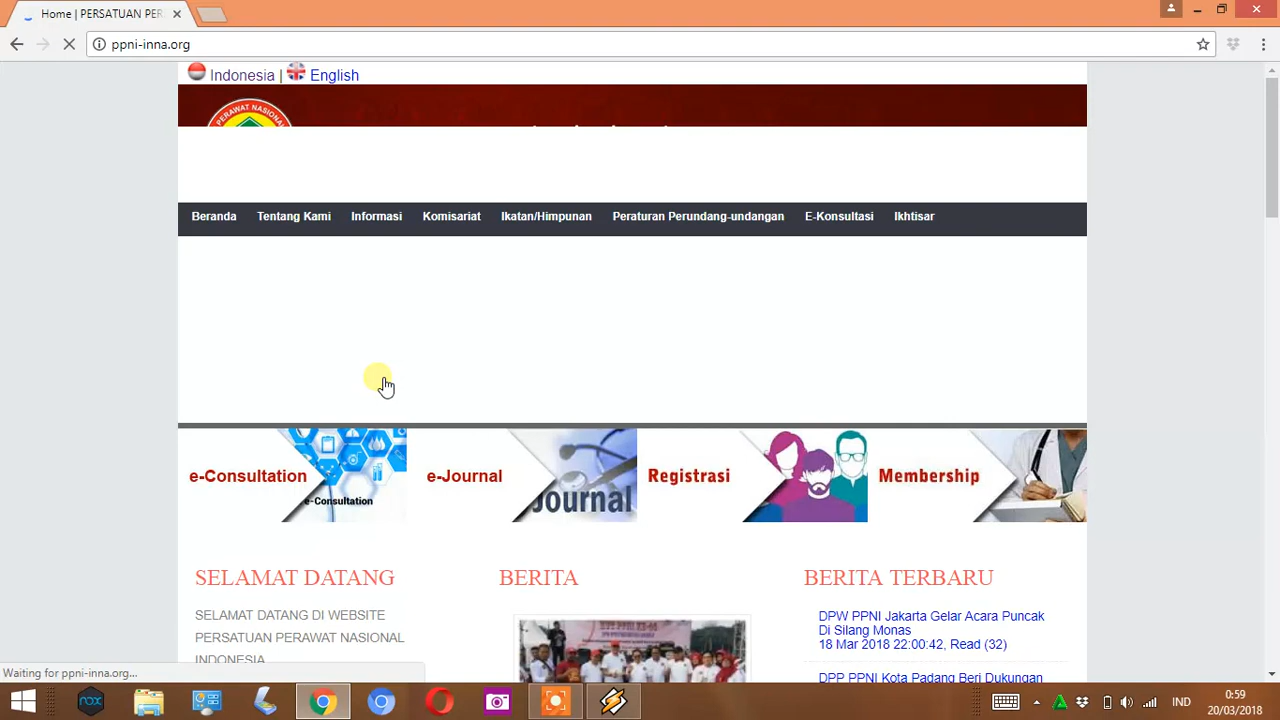 Home | PERSATUAN PER
ppni-inna.org
Indonesia | English
PERAWAT NASIONAL
Beranda Tentang Kami Informasi Komisariat Ikatan/Himpunan Peraturan Perundang-undangan E-Konsultasi Ikhtisar
e-Consultation
e-Consultation
e-Journal
Journal
Registrasi
Membership
SELAMAT DATANG
SELAMAT DATANG DI WEBSITE
PERSATUAN PERAWAT NASIONAL
INDONESIA
BERITA
BERITA TERBARU
DPW PPNI Jakarta Gelar Acara Puncak
Di Silang Monas
18 Mar 2018 22:00:42, Read (32)
DPP PPNI Kota Padang Beri Dukungan
Waiting for ppni-inna.org...
nox
IND
0:59
20/03/2018